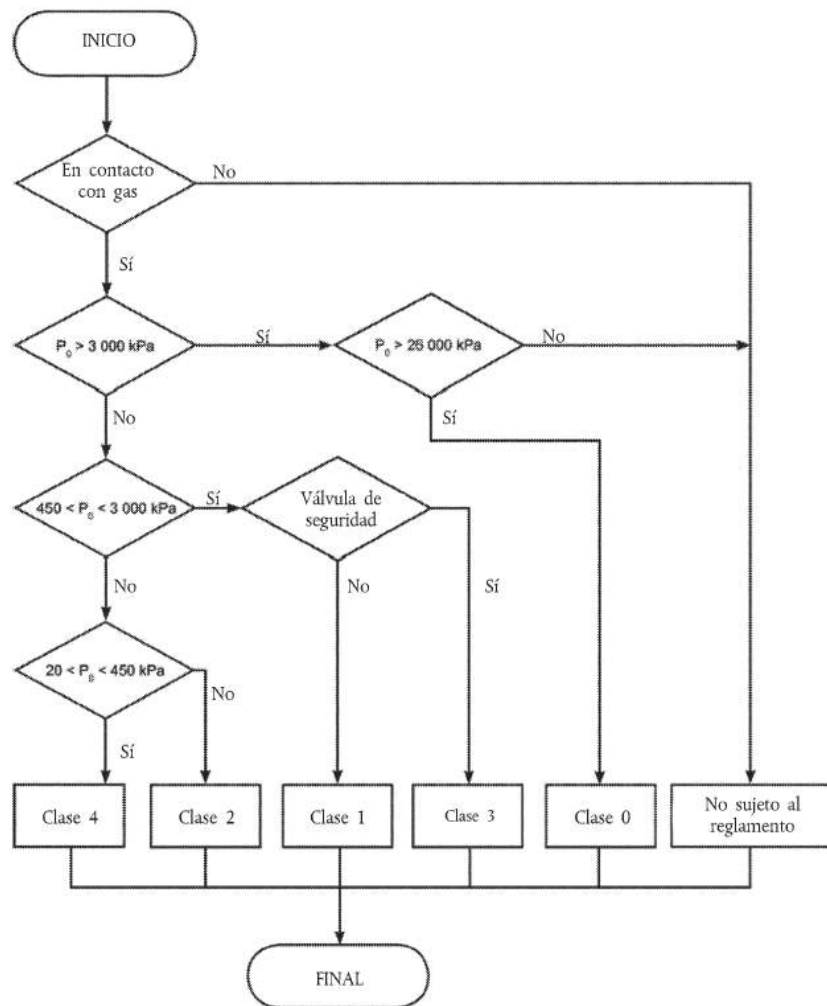 INICIO
En contacto
con gas
No
Sí
P₀ > 3 000 kPa
Sí
P₀ > 26 000 kPa
No
No
Sí
450 < P₀ < 3 000 kPa
Sí
Válvula de
seguridad
No
No
Sí
20 < P₀ < 450 kPa
No
Sí
Clase 4
Clase 2
Clase 1
Clase 3
Clase 0
No sujeto al
reglamento
FINAL